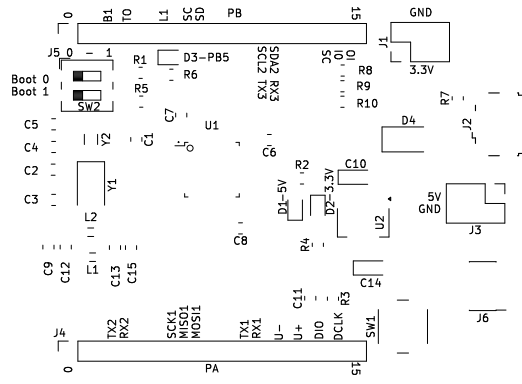 0 B1 TO L1 SC SD PB 15
GND
J1
3.3V
J5 0 - 1
Boot 0
Boot 1
SW2
R1
R5
D3-PB5
R6
SCL2 TX3
SDA2 RX3
SC IO OI
R8
R9
R10
R7
J2
C5
C4
C2
C3
Y2
C1
C7
U1
C6
D4
Y1
R2
C10
D1-5V
D2-3.3V
U2
5V
GND
J3
L2
C8
R4
C9
C12
L1
C13
C15
C14
C11
R3
SW1
J6
J4
TX2
RX2
SCK1
MISO1
MOSI1
TX1
RX1
U-
U+
DIO
DCLK
0 PA 15